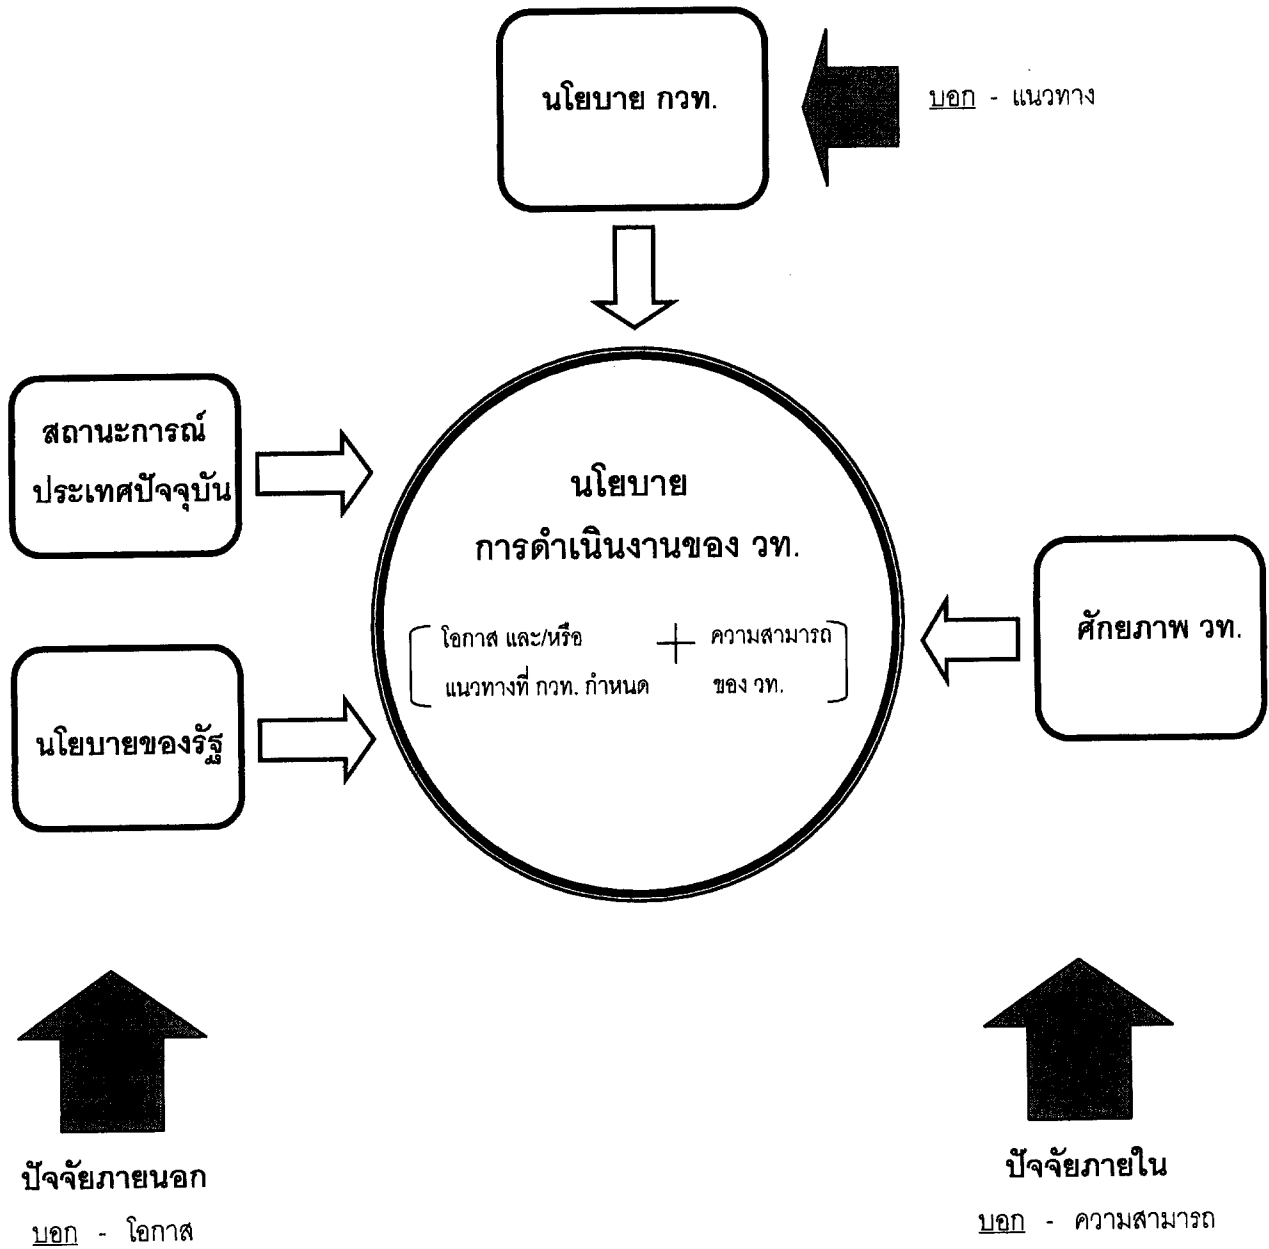 นโยบาย กวท.
บอก - แนวทาง
สถานะการณ์
ประเทศปัจจุบัน
นโยบาย
การดำเนินงานของ วท.
โอกาส และ/หรือ + ความสามารถ
แนวทางที่ กวท. กำหนด ของ วท.
ศักยภาพ วท.
นโยบายของรัฐ
ปัจจัยภายนอก
บอก - โอกาส
ปัจจัยภายใน
บอก - ความสามารถ